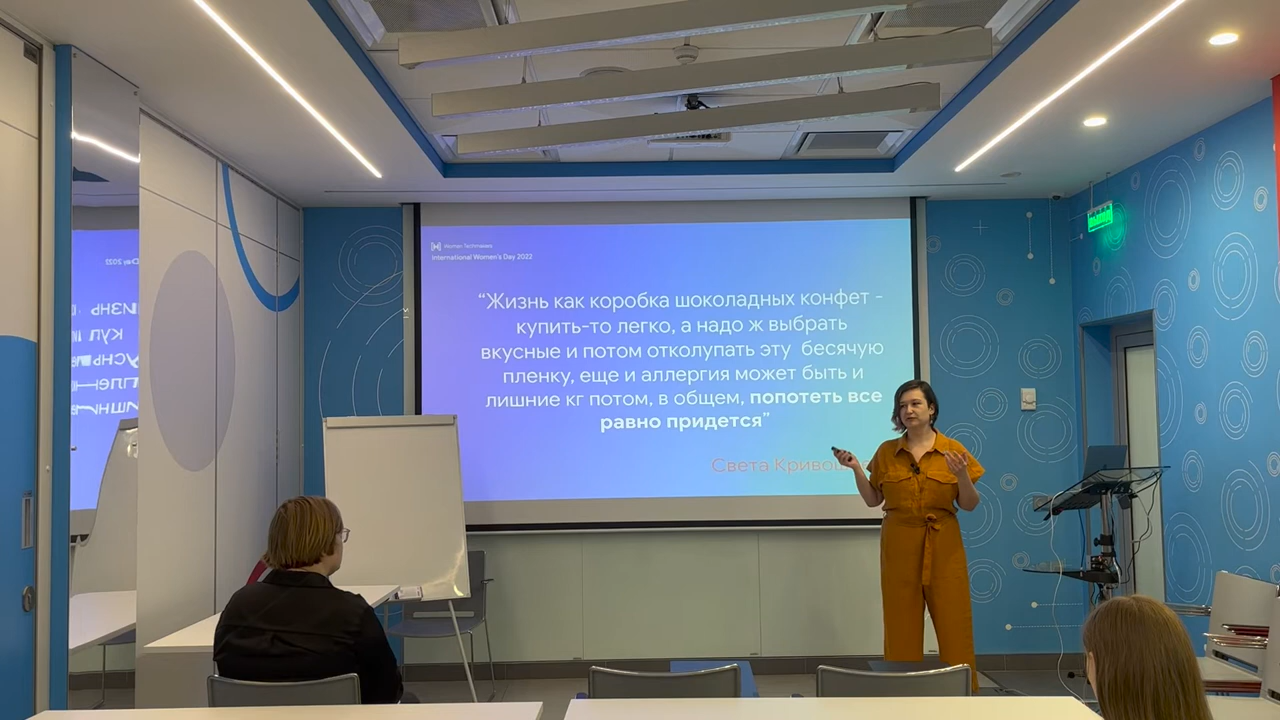 Women Techmakers
International Women's Day 2022
“Жизнь как коробка шоколадных конфет -
купить-то легко, а надо ж выбрать
вкусные и потом отколупать эту бесячую
пленку, еще и аллергия может быть и
лишние кг потом, в общем, попотеть все
равно придется”
Света